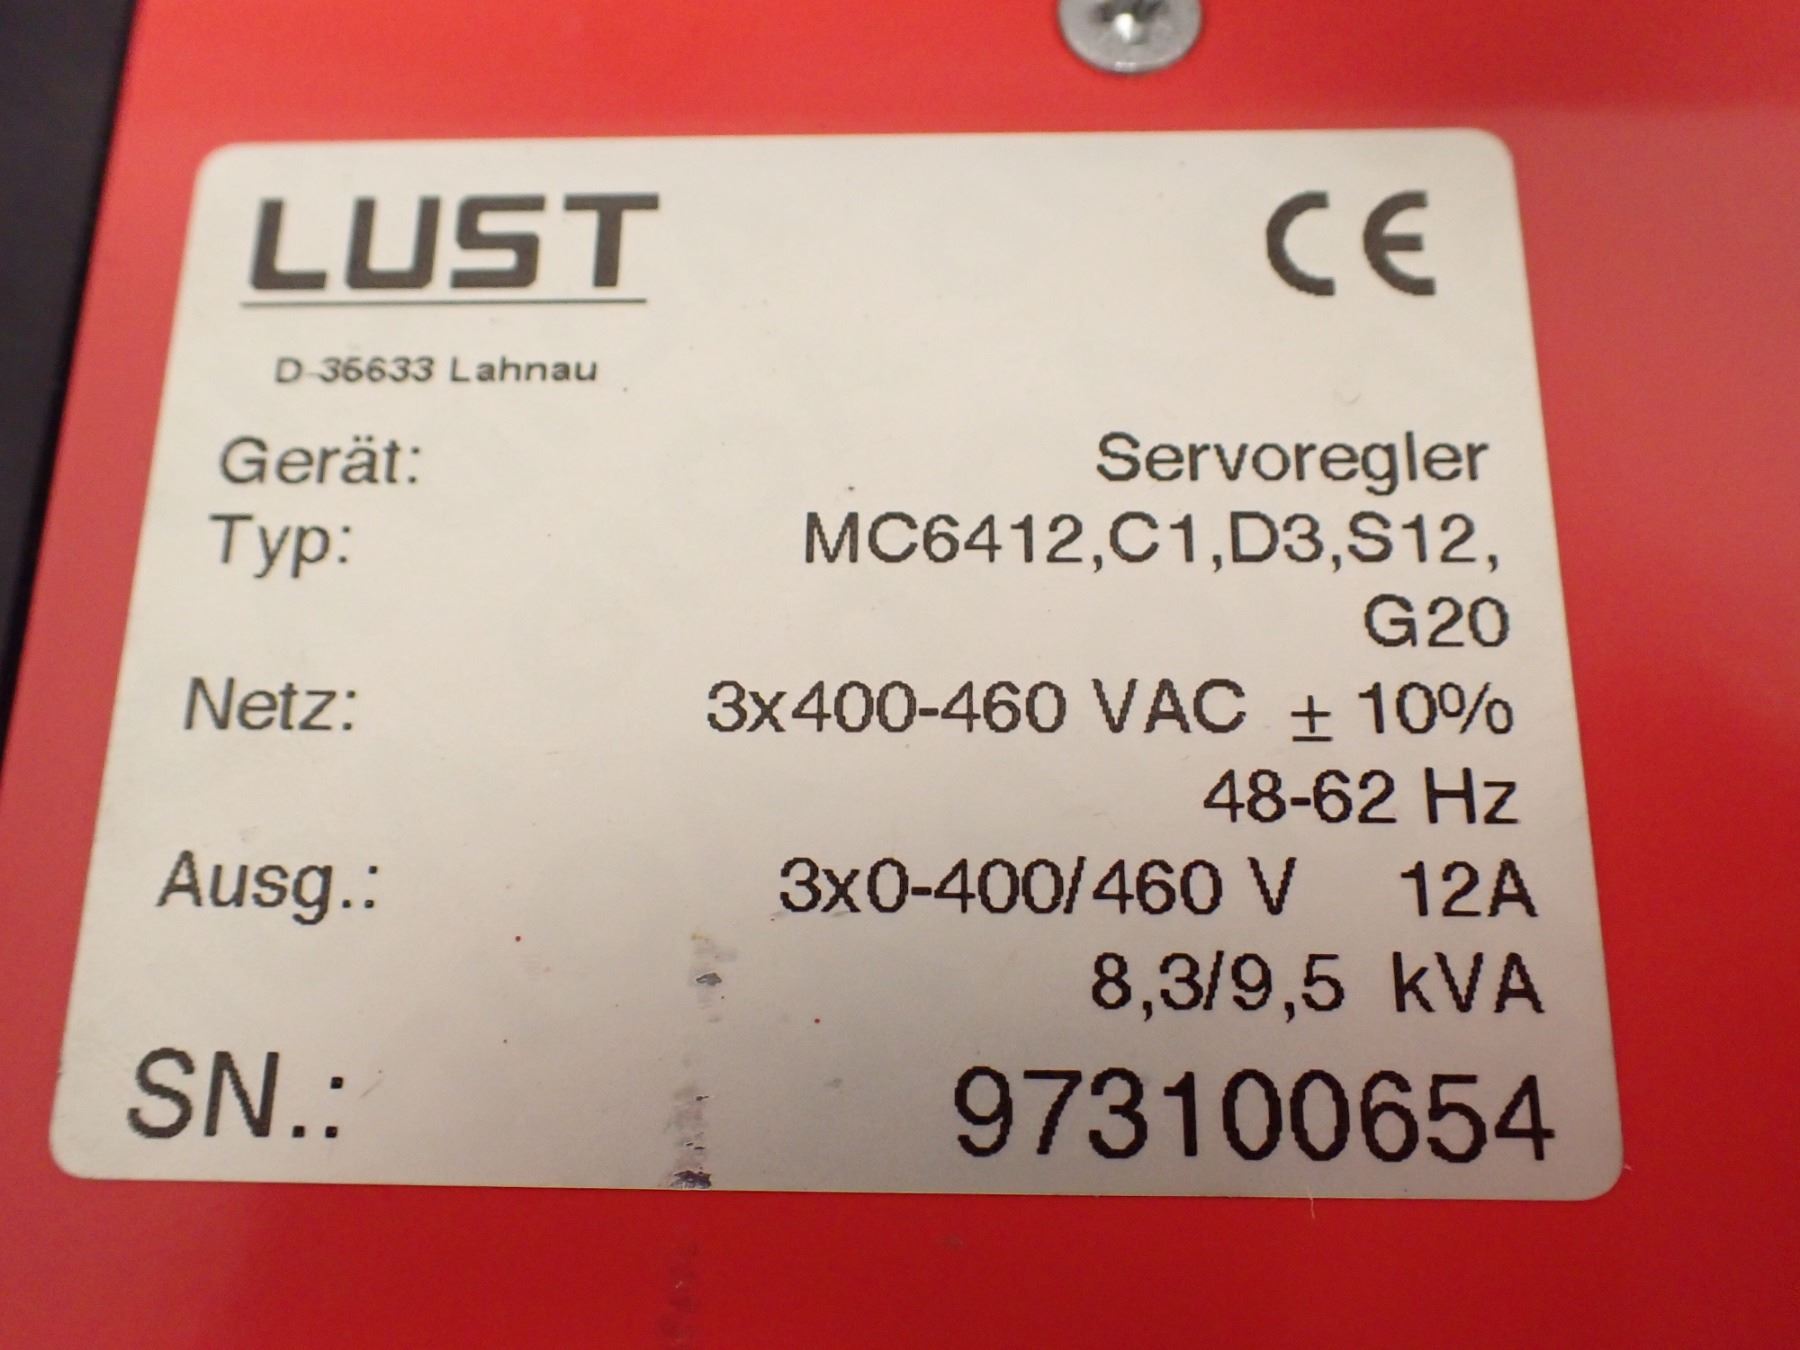 LUST
CE
D-35633 Lahnau
Gerät: Servoregler
Typ: MC6412,C1,D3,S12,
G20
Netz: 3x400-460 VAC ± 10%
48-62 Hz
Ausg.: 3x0-400/460 V 12A
8,3/9,5 kVA
SN.: 973100654